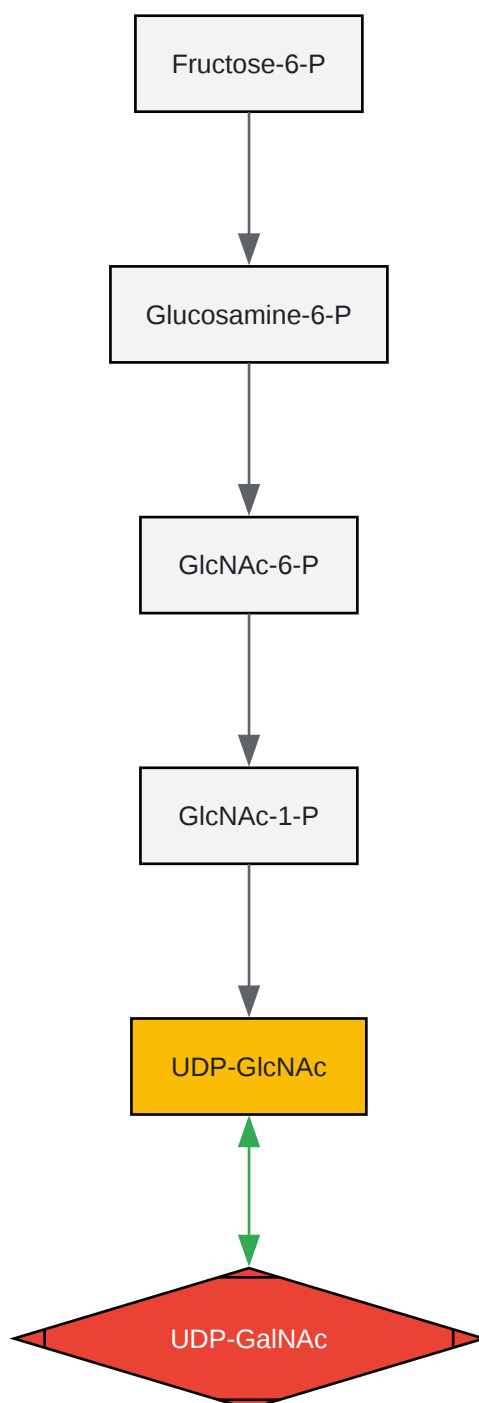 Fructose-6-P
Glucosamine-6-P
GlcNAc-6-P
GlcNAc-1-P
UDP-GlcNAc
UDP-GalNAc